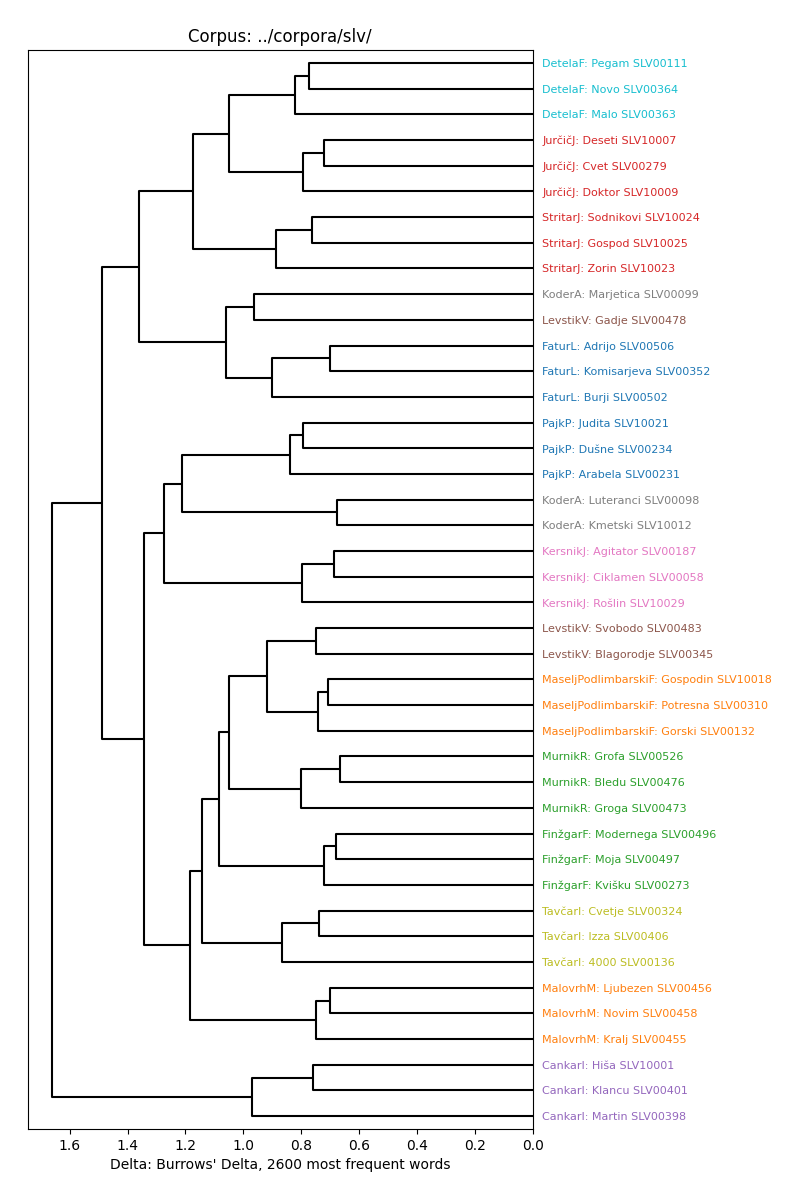 Corpus: ../corpora/slv/
DetelaF: Pegam SLV00111
DetelaF: Novo SLV00364
DetelaF: Malo SLV00363
JurčičJ: Deseti SLV10007
JurčičJ: Cvet SLV00279
JurčičJ: Doktor SLV10009
StritarJ: Sodnikovi SLV10024
StritarJ: Gospod SLV10025
StritarJ: Zorin SLV10023
KoderA: Marjetica SLV00099
LevstikV: Gadje SLV00478
FaturL: Adrijo SLV00506
FaturL: Komisarjeva SLV00352
FaturL: Burji SLV00502
PajkP: Judita SLV10021
PajkP: Dušne SLV00234
PajkP: Arabela SLV00231
KoderA: Luteranci SLV00098
KoderA: Kmetski SLV10012
KersnikJ: Agitator SLV00187
KersnikJ: Ciklamen SLV00058
KersnikJ: Rošlin SLV10029
LevstikV: Svobodo SLV00483
LevstikV: Blagorodje SLV00345
MaseljPodlimbarskiF: Gospodin SLV10018
MaseljPodlimbarskiF: Potresna SLV00310
MaseljPodlimbarskiF: Gorski SLV00132
MurnikR: Grofa SLV00526
MurnikR: Bledu SLV00476
MurnikR: Groga SLV00473
FinžgarF: Modernega SLV00496
FinžgarF: Moja SLV00497
FinžgarF: Kvišku SLV00273
TavčarI: Cvetje SLV00324
TavčarI: Izza SLV00406
TavčarI: 4000 SLV00136
MalovrhM: Ljubezen SLV00456
MalovrhM: Novim SLV00458
MalovrhM: Kralj SLV00455
CankarI: Hiša SLV10001
CankarI: Klancu SLV00401
CankarI: Martin SLV00398
1.6 1.4 1.2 1.0 0.8 0.6 0.4 0.2 0.0
Delta: Burrows' Delta, 2600 most frequent words